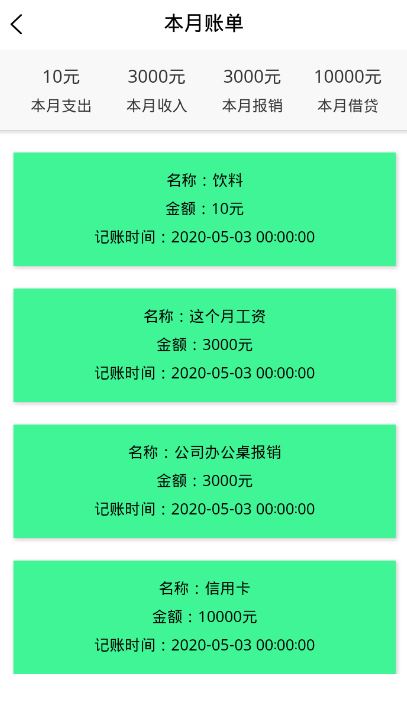 本月账单
10元 3000元 3000元 10000元
本月支出 本月收入 本月报销 本月借贷
名称：饮料
金额：10元
记账时间：2020-05-03 00:00:00
名称：这个月工资
金额：3000元
记账时间：2020-05-03 00:00:00
名称：公司办公桌报销
金额：3000元
记账时间：2020-05-03 00:00:00
名称：信用卡
金额：10000元
记账时间：2020-05-03 00:00:00